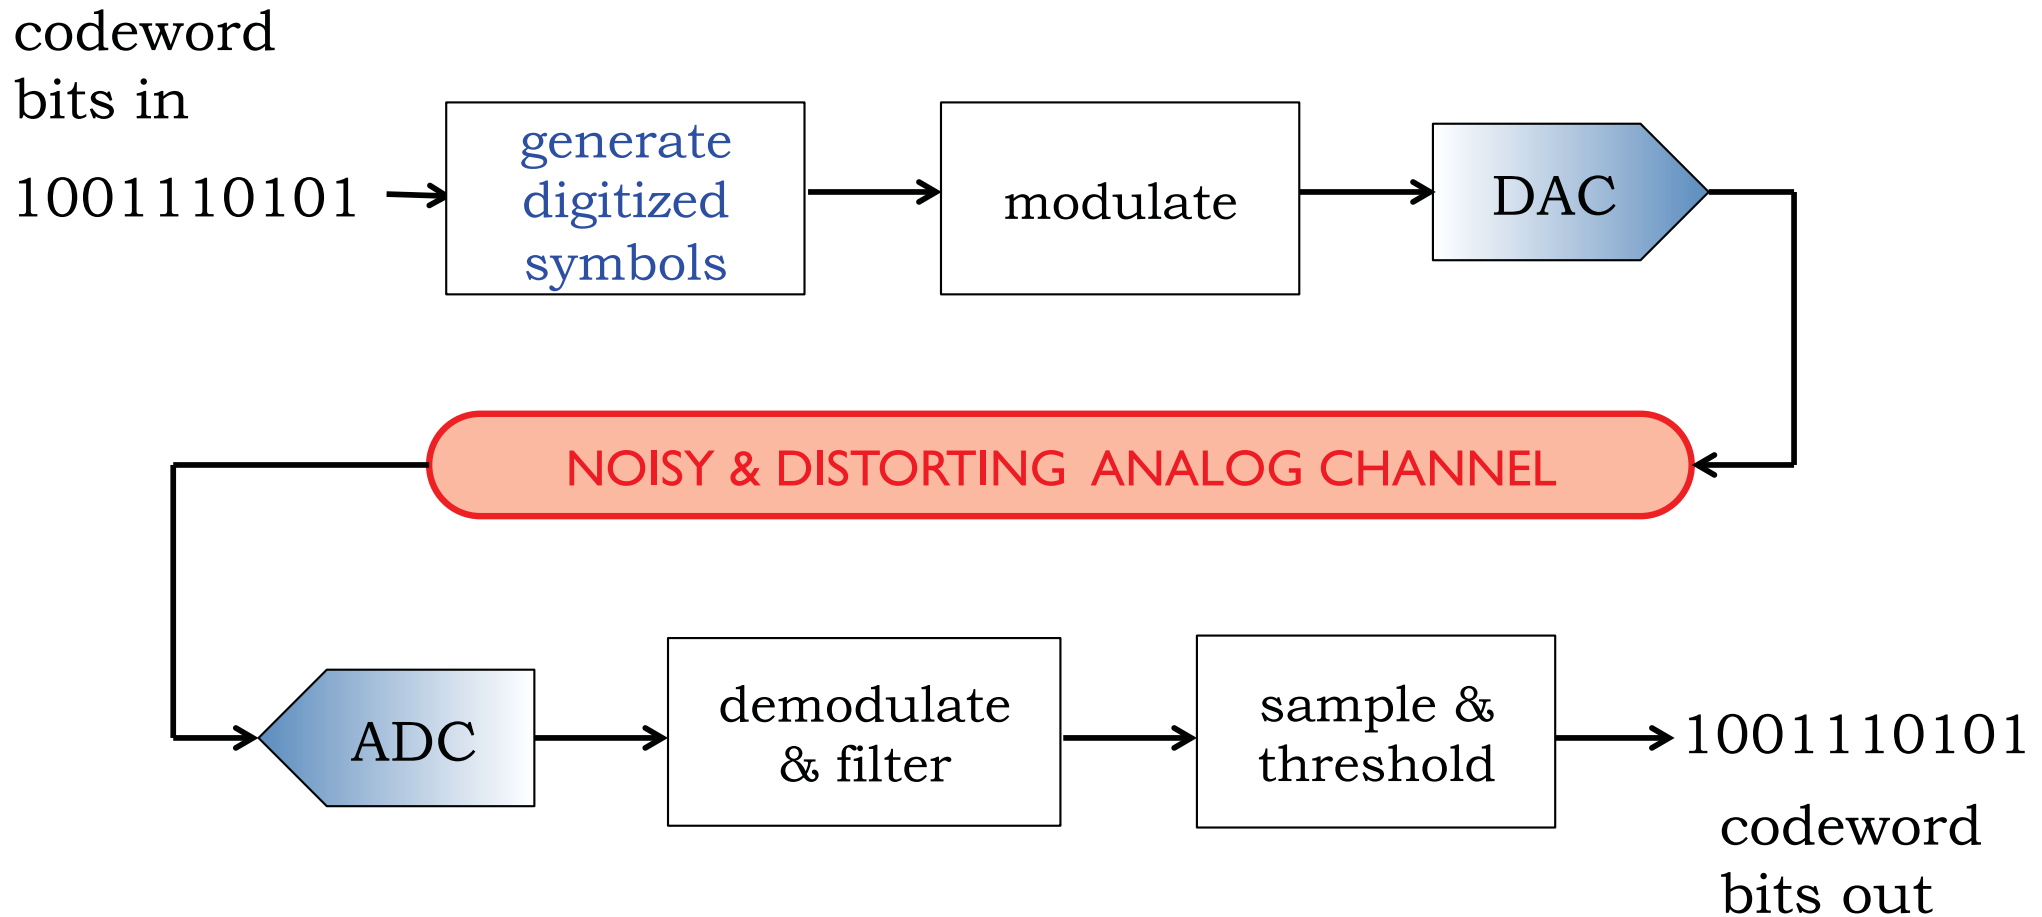 codeword
bits in
1001110101
generate
digitized
symbols
modulate
DAC
NOISY & DISTORTING ANALOG CHANNEL
ADC
demodulate
& filter
sample &
threshold
1001110101
codeword
bits out